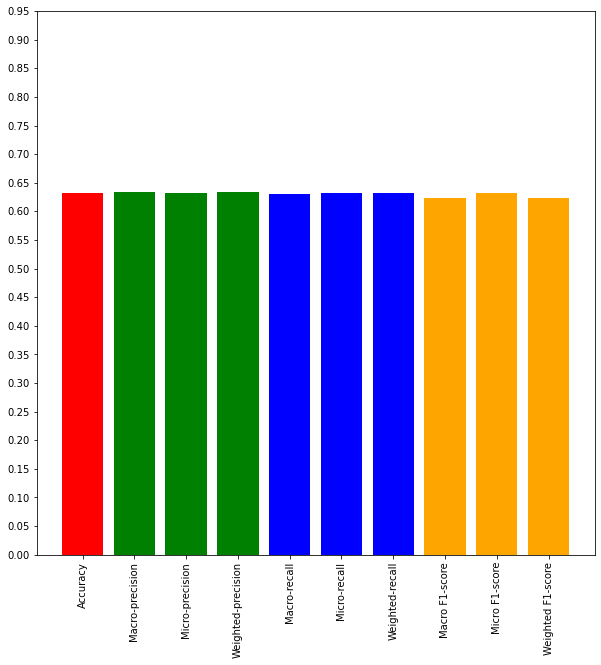 0.95
0.90
0.85
0.80
0.75
0.70
0.65
0.60
0.55
0.50
0.45
0.40
0.35
0.30
0.25
0.20
0.15
0.10
0.05
0.00
Accuracy
Macro-precision
Micro-precision
Weighted-precision
Macro-recall
Micro-recall
Weighted-recall
Macro F1-score
Micro F1-score
Weighted F1-score